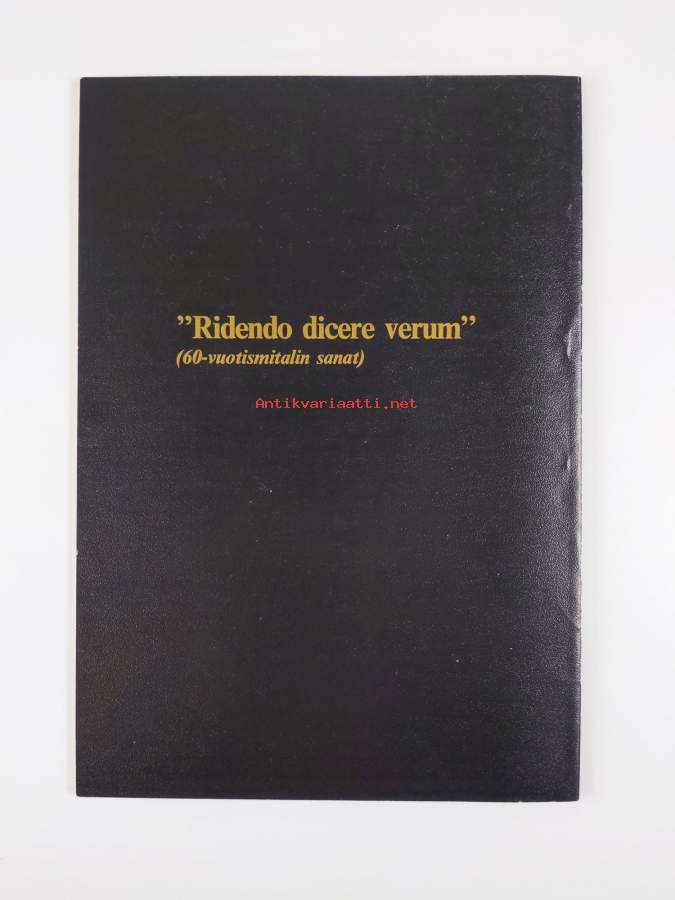 ”Ridendo dicere verum”
(60-vuotismitalin sanat)
Antikvariaatti.net